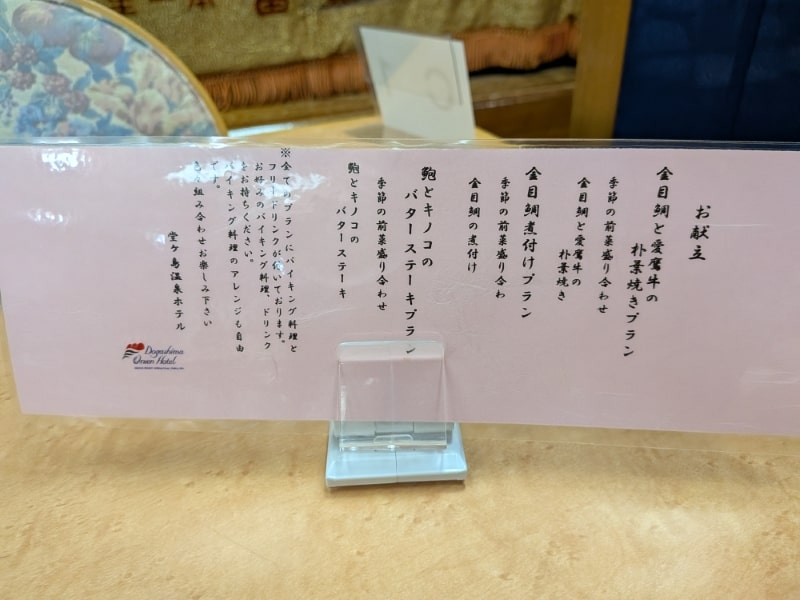 お献立
金目鯛と愛鷹牛の
朴葉焼きプラン
季節の前菜盛り合わせ
金目鯛と愛鷹牛の
朴葉焼き
金目鯛煮付けプラン
季節の前菜盛り合わ
金目鯛の煮付け
鮑とキノコの
バターステーキプラン
季節の前菜盛り合わせ
鮑とキノコの
バターステーキ
※全てのプランにバイキング料理と
フリードリンクが付いております。
お好みのバイキング料理、ドリンク
をお持ちください。
バイキング料理のアレンジも自由
です。
色々組み合わせお楽しみ下さい
堂ヶ島温泉ホテル
Dogashima
Onsen Hotel